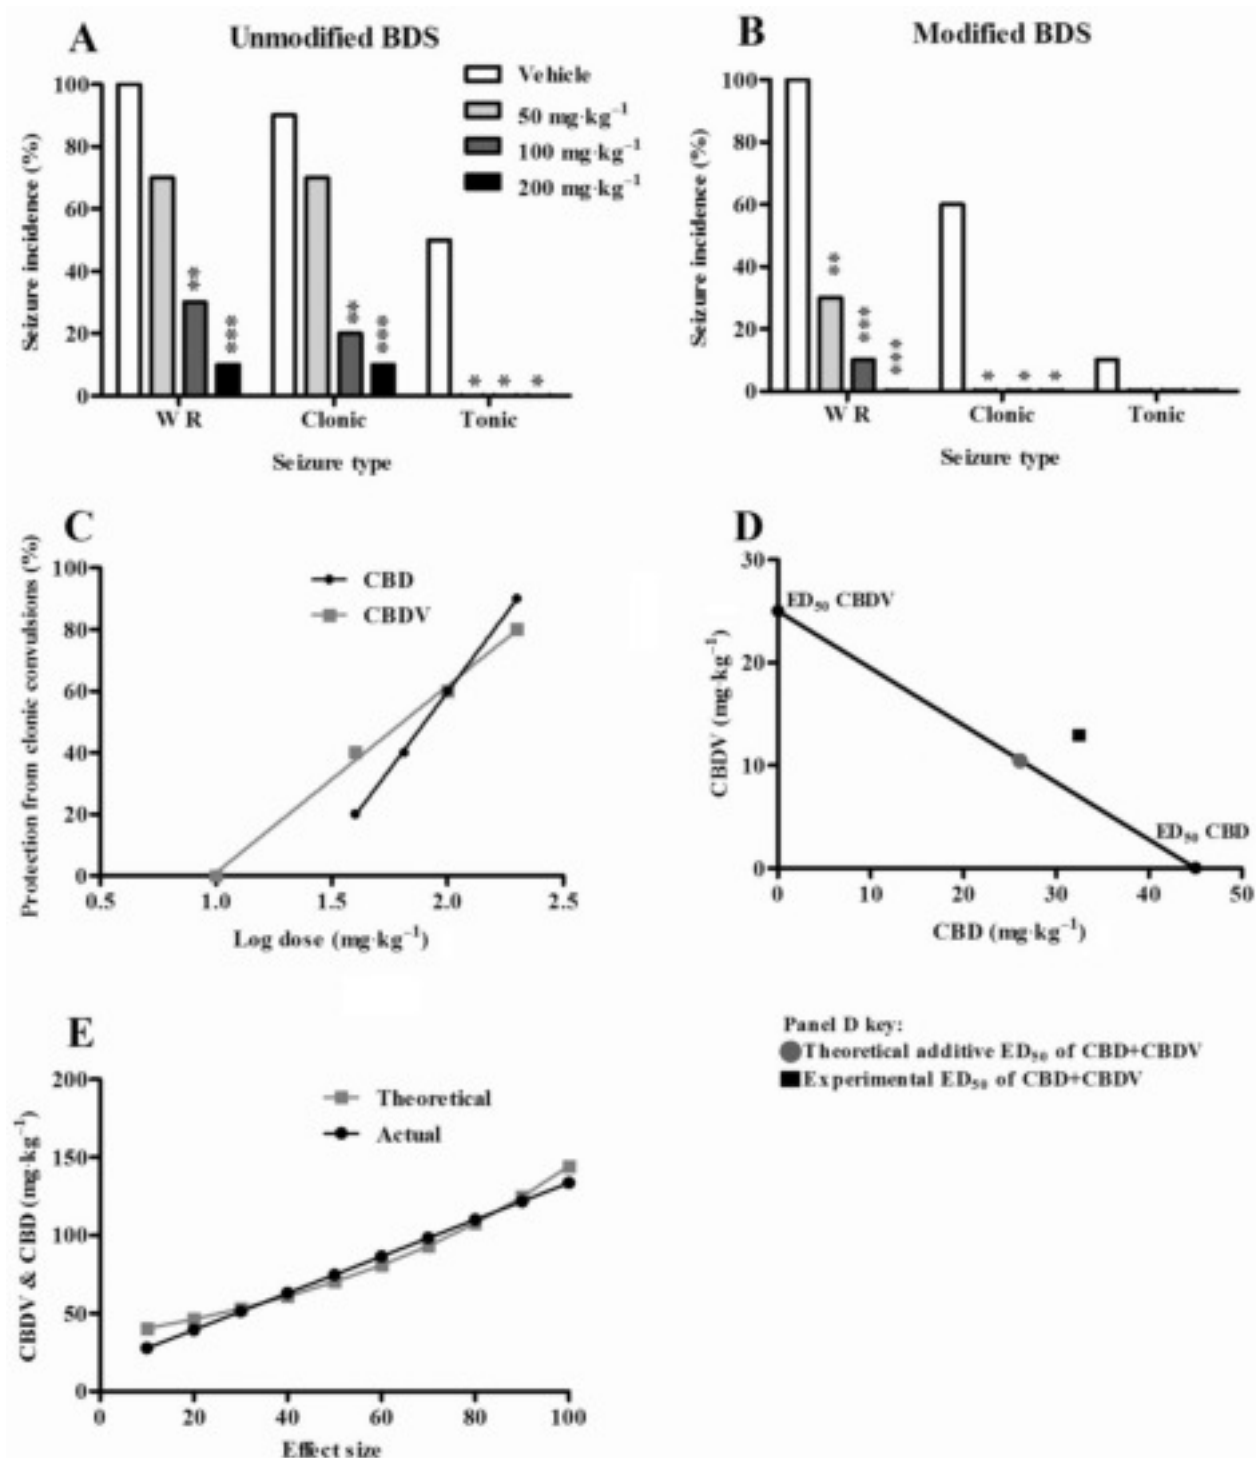 A
Unmodified BDS
Vehicle
50 mg·kg⁻¹
100 mg·kg⁻¹
200 mg·kg⁻¹
Seizure incidence (%)
100
80
60
40
20
0
**
***
**
***
* * *
W R Clonic Tonic
Seizure type
B
Modified BDS
Seizure incidence (%)
100
80
60
40
20
0
**
***
***
* * *
W R Clonic Tonic
Seizure type
C
Protection from clonic convulsions (%)
100
80
60
40
20
0
CBD
CBDV
0.5 1.0 1.5 2.0 2.5
Log dose (mg·kg⁻¹)
D
CBDV (mg·kg⁻¹)
30
20
10
0
ED₅₀ CBDV
ED₅₀ CBD
0 10 20 30 40 50
CBD (mg·kg⁻¹)
Panel D key:
Theoretical additive ED₅₀ of CBD+CBDV
Experimental ED₅₀ of CBD+CBDV
E
CBDV & CBD (mg·kg⁻¹)
200
150
100
50
0
Theoretical
Actual
0 20 40 60 80 100
Effect size